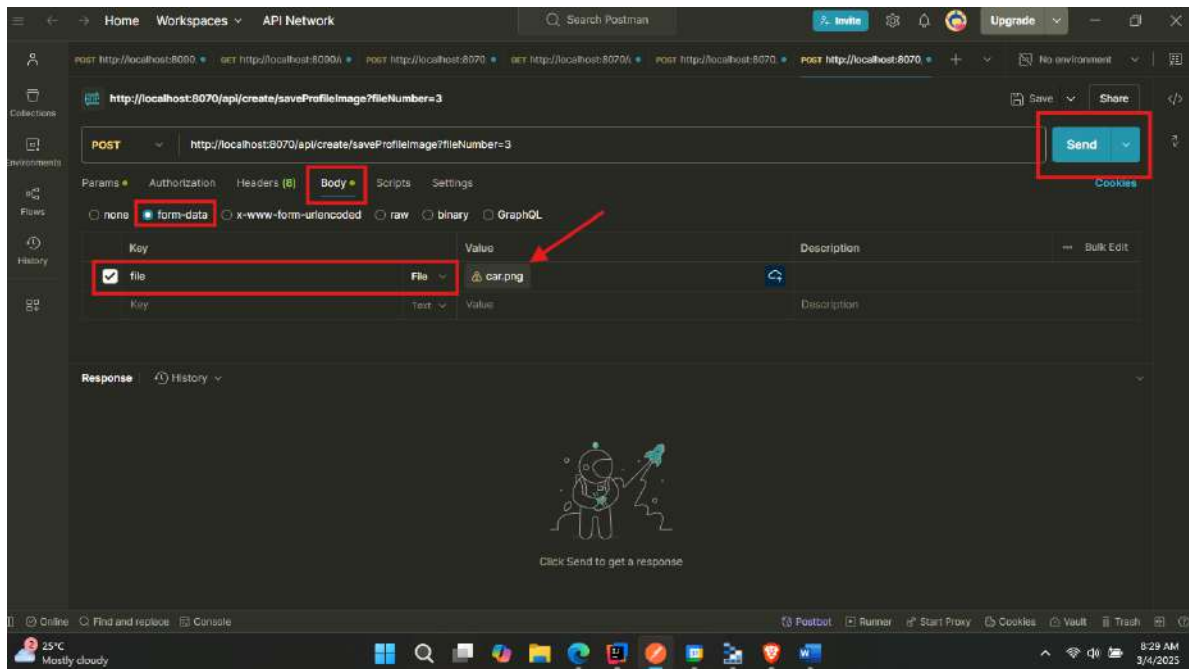 Home Workspaces API Network Search Postman Invite Upgrade
POST http://localhost:8090. GET http://localhost:8090/ POST http://localhost:8070. GET http://localhost:8070/ POST http://localhost:8070. POST http://localhost:8070. No environment
http://localhost:8070/api/create/saveProfileImage?fileNumber=3 Save Share
Collections
POST http://localhost:8070/api/create/saveProfileImage?fileNumber=3 Send
Environments
Params Authorization Headers (8) Body Scripts Settings Cookies
Flows
none form-data x-www-form-urlencoded raw binary GraphQL
History
Key Value Description Bulk Edit
file File car.png
Key Text Value Description
Response History
Click Send to get a response
Online Find and replace Console Postbot Runner Start Proxy Cookies Vault Trash
2 25°C
Mostly cloudy
8:29 AM
3/4/2025